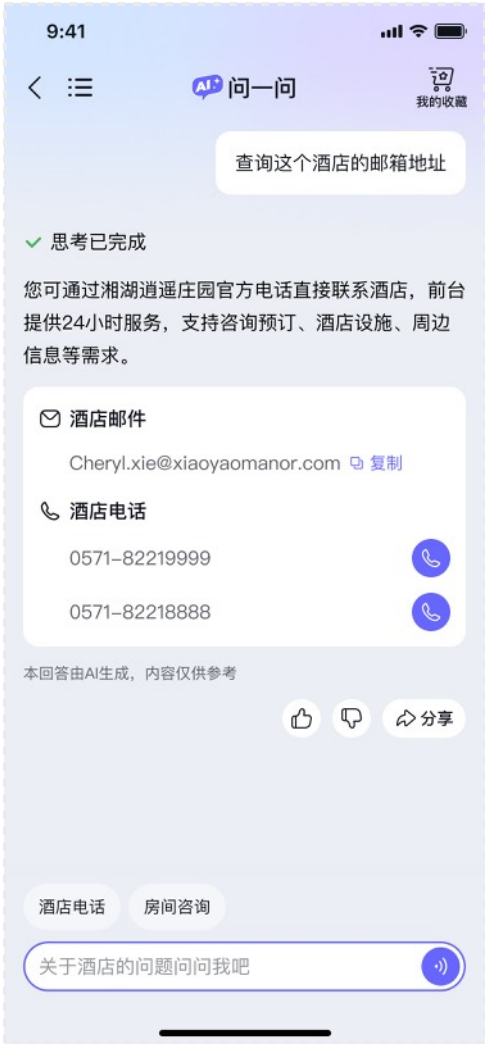 9:41
AI 问一问
我的收藏
查询这个酒店的邮箱地址
思考已完成
您可通过湘湖逍遥庄园官方电话直接联系酒店，前台
提供24小时服务，支持咨询预订、酒店设施、周边
信息等需求。
酒店邮件
Cheryl.xie@xiaoyaomanor.com 复制
酒店电话
0571-82219999
0571-82218888
本回答由AI生成，内容仅供参考
分享
酒店电话 房间咨询
关于酒店的问题问问我吧